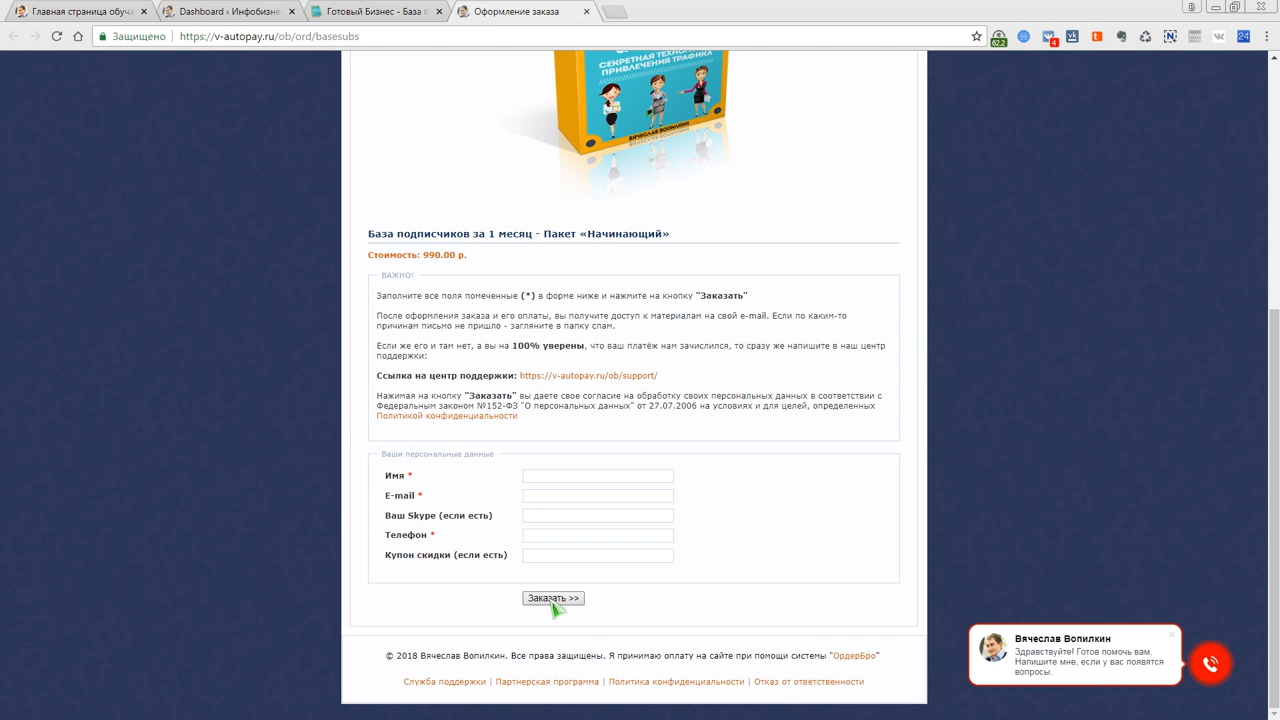 Главная страница обуча
Dashboard ‹ Инфобизне
Готовый Бизнес - База п
Оформление заказа
Защищено
https://v-autopay.ru/ob/ord/basesubs
62.2
4
24
СЕКРЕТНАЯ ТЕХНО
ПРИВЛЕЧЕНИЯ ТРАФИКА
ВЯЧЕСЛАВ ВОПИЛКИН
База подписчиков за 1 месяц - Пакет «Начинающий»
Стоимость: 990.00 р.
ВАЖНО!
Заполните все поля помеченные (*) в форме ниже и нажмите на кнопку "Заказать"
После оформления заказа и его оплаты, вы получите доступ к материалам на свой e-mail. Если по каким-то
причинам письмо не пришло - загляните в папку спам.
Если же его и там нет, а вы на 100% уверены, что ваш платёж нам зачислился, то сразу же напишите в наш центр
поддержки:
Ссылка на центр поддержки: https://v-autopay.ru/ob/support/
Нажимая на кнопку "Заказать" вы даете свое согласие на обработку своих персональных данных в соответствии с
Федеральным законом №152-ФЗ "О персональных данных" от 27.07.2006 на условиях и для целей, определенных
Политикой конфиденциальности
Ваши персональные данные
Имя *
E-mail *
Ваш Skype (если есть)
Телефон *
Купон скидки (если есть)
Заказать >>
Вячеслав Вопилкин
Здравствуйте! Готов помочь вам.
Напишите мне, если у вас появятся
вопросы.
© 2018 Вячеслав Вопилкин. Все права защищены. Я принимаю оплату на сайте при помощи системы "ОрдерБро"
Служба поддержки | Партнерская программа | Политика конфиденциальности | Отказ от ответственности